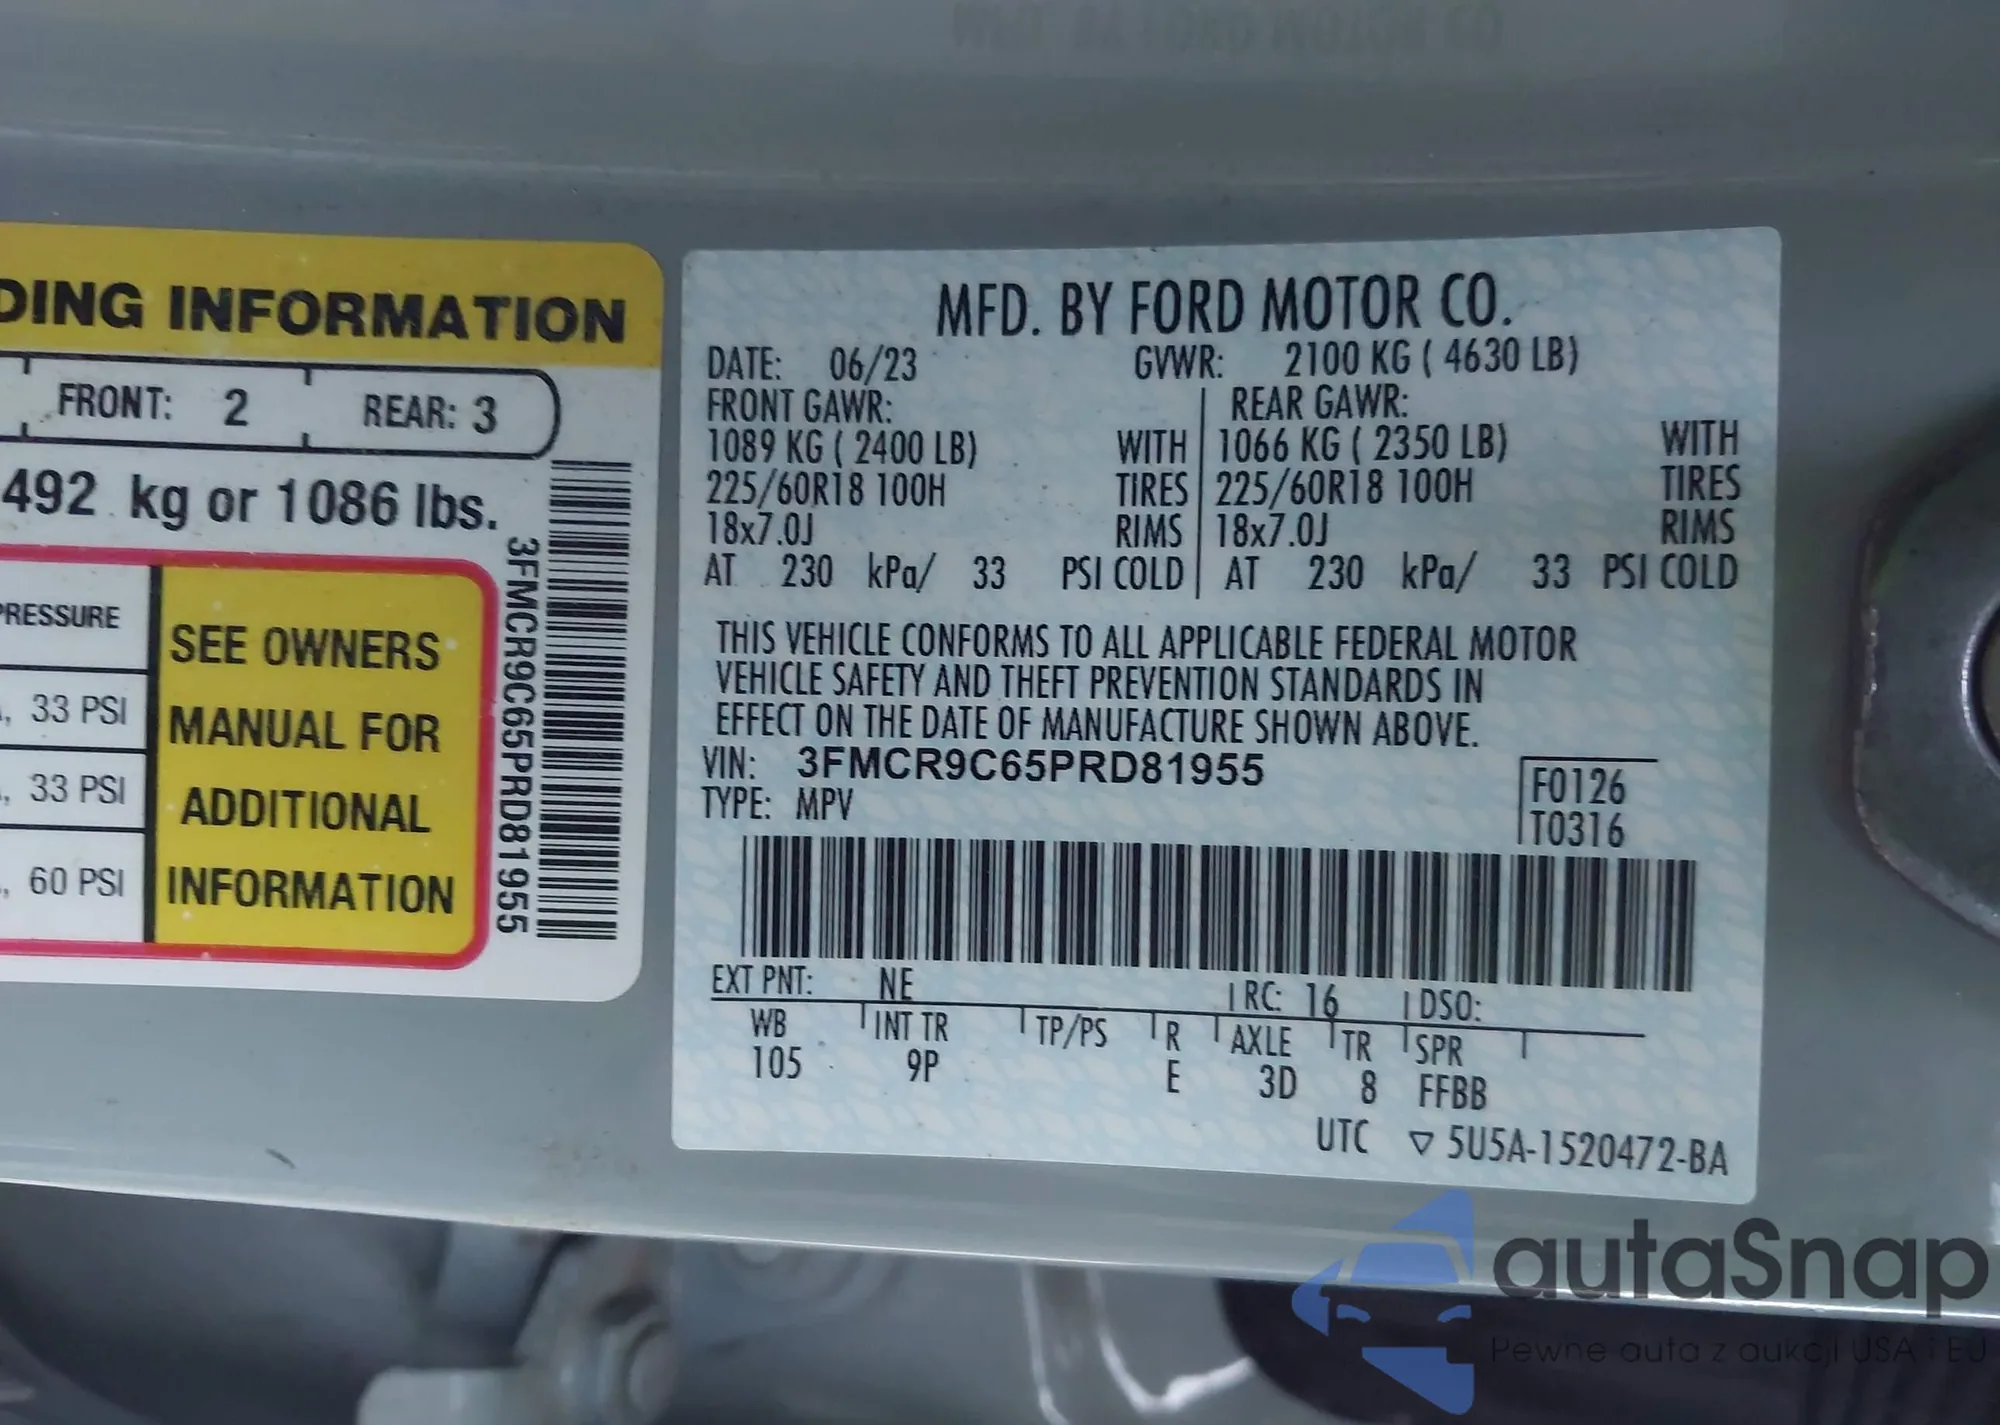 DING INFORMATION
FRONT: 2 REAR: 3
492 kg or 1086 lbs.
PRESSURE
33 PSI
33 PSI
60 PSI
SEE OWNERS
MANUAL FOR
ADDITIONAL
INFORMATION
3FMCR9C65PRD81955
MFD. BY FORD MOTOR CO.
DATE: 06/23 GVWR: 2100 KG ( 4630 LB)
FRONT GAWR: REAR GAWR:
1089 KG ( 2400 LB) WITH 1066 KG ( 2350 LB) WITH
225/60R18 100H TIRES 225/60R18 100H TIRES
18x7.0J RIMS 18x7.0J RIMS
AT 230 kPa/ 33 PSI COLD AT 230 kPa/ 33 PSI COLD
THIS VEHICLE CONFORMS TO ALL APPLICABLE FEDERAL MOTOR
VEHICLE SAFETY AND THEFT PREVENTION STANDARDS IN
EFFECT ON THE DATE OF MANUFACTURE SHOWN ABOVE.
VIN: 3FMCR9C65PRD81955
TYPE: MPV
F0126
T0316
EXT PNT: NE RC: 16 DSO:
WB INT TR TP/PS R AXLE TR SPR
105 9P E 3D 8 FFBB
UTC ▽ 5U5A-1520472-BA
autaSnap
Pewne auta z aukcji USA i EU